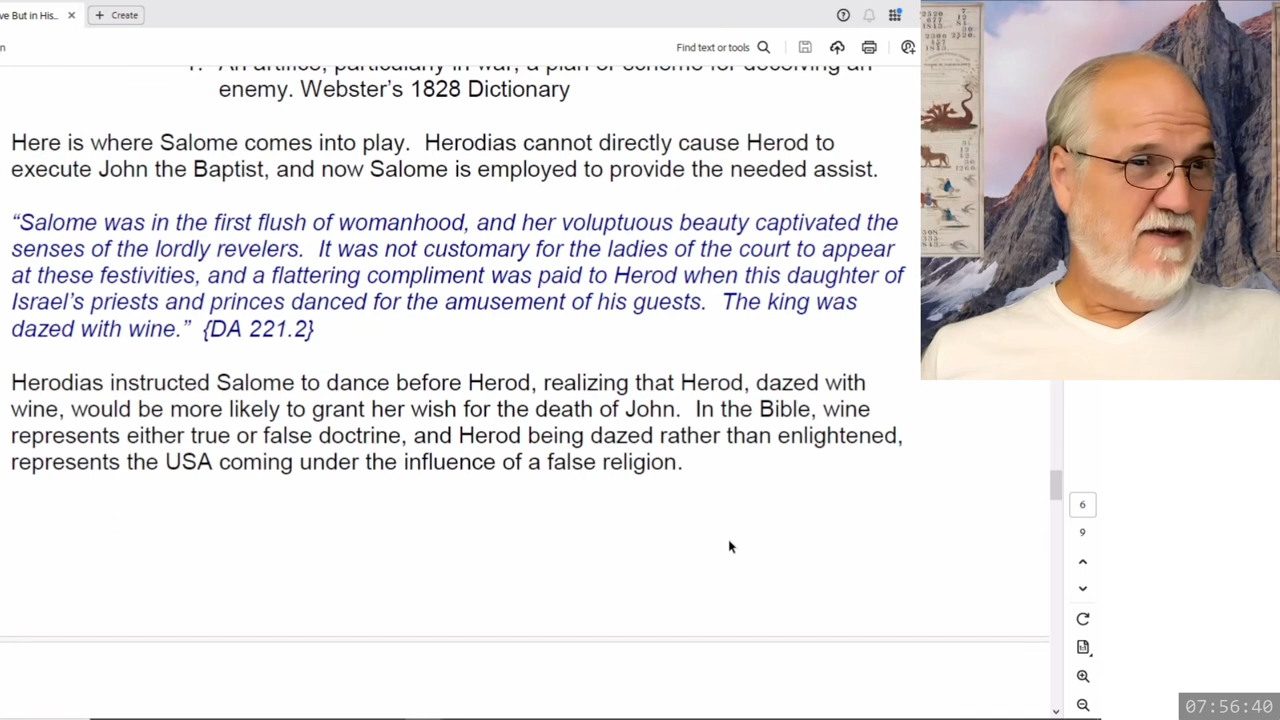 ve But in His..
Create
n
Find text or tools
enemy. Webster's 1828 Dictionary
Here is where Salome comes into play.  Herodias cannot directly cause Herod to
execute John the Baptist, and now Salome is employed to provide the needed assist.
"Salome was in the first flush of womanhood, and her voluptuous beauty captivated the
senses of the lordly revelers.  It was not customary for the ladies of the court to appear
at these festivities, and a flattering compliment was paid to Herod when this daughter of
Israel's priests and princes danced for the amusement of his guests.  The king was
dazed with wine."  {DA 221.2}
Herodias instructed Salome to dance before Herod, realizing that Herod, dazed with
wine, would be more likely to grant her wish for the death of John.  In the Bible, wine
represents either true or false doctrine, and Herod being dazed rather than enlightened,
represents the USA coming under the influence of a false religion.
6
9
2520
677
1843
07:56:40